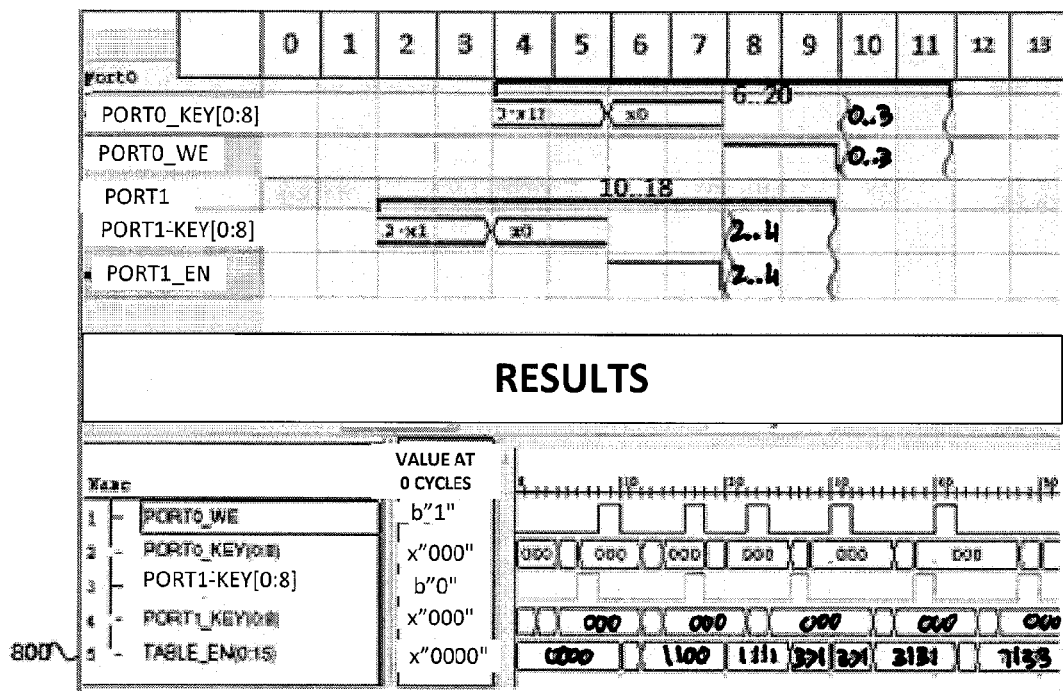 0 1 2 3 4 5 6 7 8 9 10 11 12 13
Port0
6..20
PORT0_KEY[0:8] x0 0..3
PORT0_WE 0..3
PORT1 10..18
PORT1-KEY[0:8] x0 2..4
PORT1_EN 2..4
RESULTS
VALUE AT
0 CYCLES
Name
1 PORT0_WE b"1"
2 PORT0_KEY(0:8) x"000" 000 000 000 000 000 000
3 PORT1-KEY[0:8] b"0"
4 PORT1_KEY(0:8) x"000" 000 000 000 000 000
800 5 TABLE_EN(0:15) x"0000" 0000 1100 1111 3131 7133